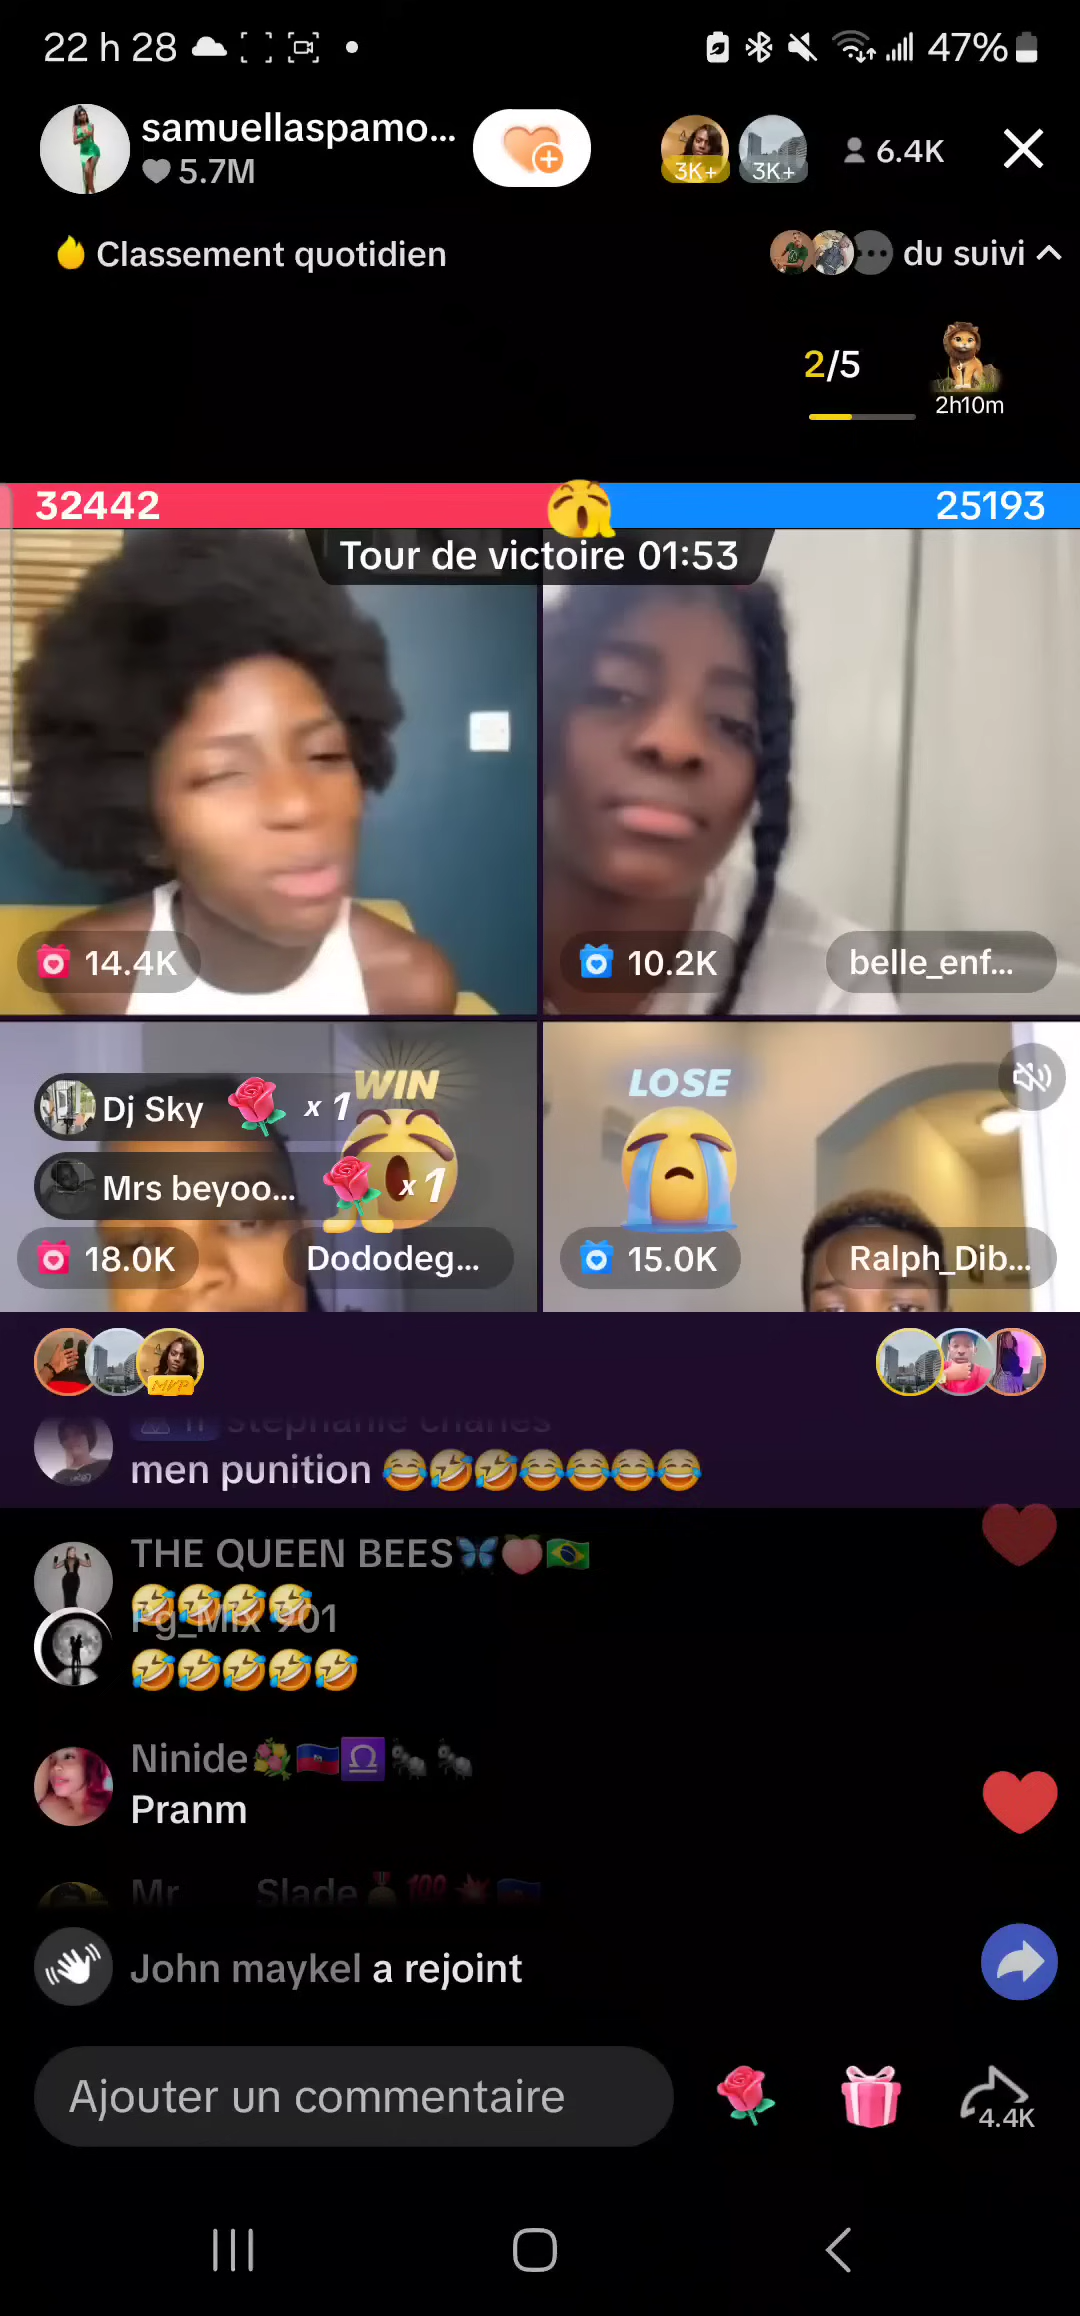 22 h 28
47%
samuellaspamo...
5.7M
3K+
3K+
6.4K
Classement quotidien
du suivi
2/5
2h10m
32442
25193
Tour de victoire 01:53
14.4K
10.2K
belle_enf...
WIN
LOSE
Dj Sky
x 1
Mrs beyoo...
x 1
18.0K
Dododeg...
15.0K
Ralph_Dib...
MVP
stephanie charles
men punition 😂🤣🤣😂😂😂😂
THE QUEEN BEES🦋🍑🇧🇷
🤣🤣🤣🤣
Pg_Mix 901
🤣🤣🤣🤣🤣
Ninide💐🇭🇹♎🐜🐜
Pranm
Mr Slade🎖💯💥🇭🇹
John maykel a rejoint
Ajouter un commentaire
4.4K